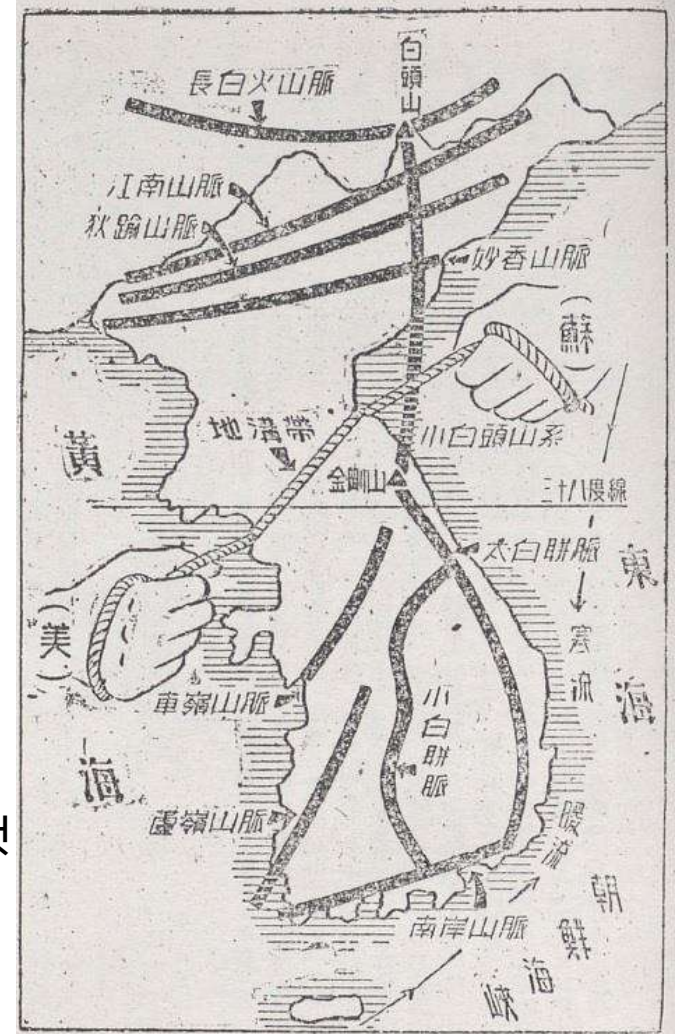 白頭山
長白火山脈
江南山脈
狄踰山脈
妙香山脈
(蘇)
地溝帶
小白頭山系
黃海
金剛山
三十八度線
太白脈
東海
(美)
寒流
車嶺山脈
小白脈
蘆嶺山脈
暖流
南岸山脈
朝鮮海峽